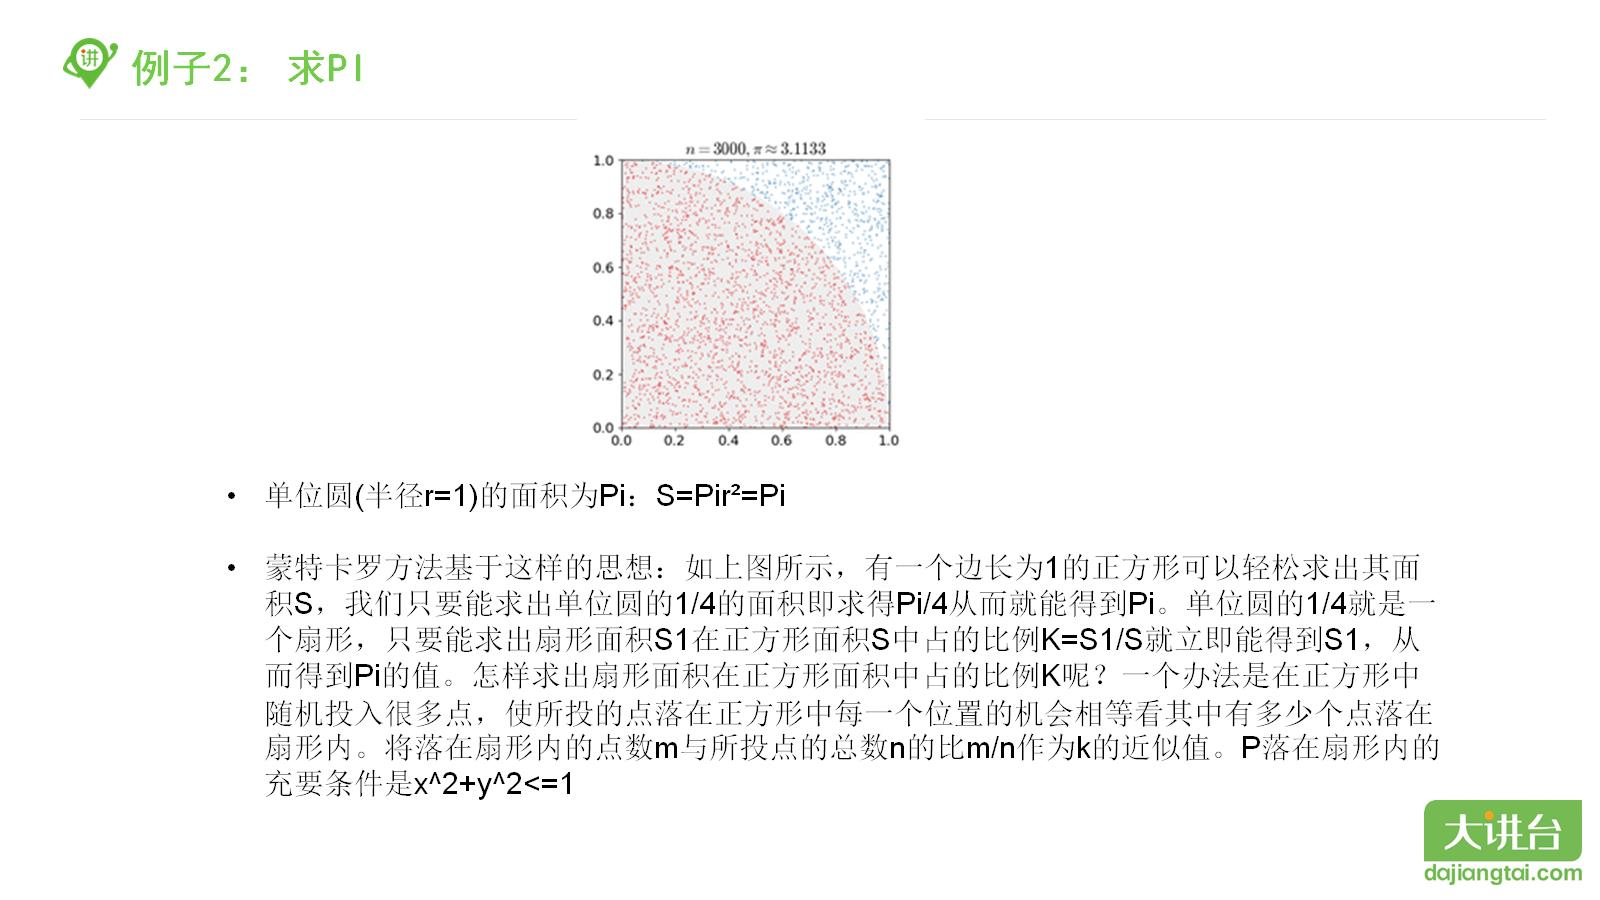 讲
例子2： 求PI
n = 3000, π ≈ 3.1133
1.0
0.8
0.6
0.4
0.2
0.0
0.0 0.2 0.4 0.6 0.8 1.0
• 单位圆(半径r=1)的面积为Pi：S=Pir²=Pi
• 蒙特卡罗方法基于这样的思想：如上图所示，有一个边长为1的正方形可以轻松求出其面
积S，我们只要能求出单位圆的1/4的面积即求得Pi/4从而就能得到Pi。单位圆的1/4就是一
个扇形，只要能求出扇形面积S1在正方形面积S中占的比例K=S1/S就立即能得到S1，从
而得到Pi的值。怎样求出扇形面积在正方形面积中占的比例K呢？一个办法是在正方形中
随机投入很多点，使所投的点落在正方形中每一个位置的机会相等看其中有多少个点落在
扇形内。将落在扇形内的点数m与所投点的总数n的比m/n作为k的近似值。P落在扇形内的
充要条件是x^2+y^2<=1
大讲台
dajiangtai.com